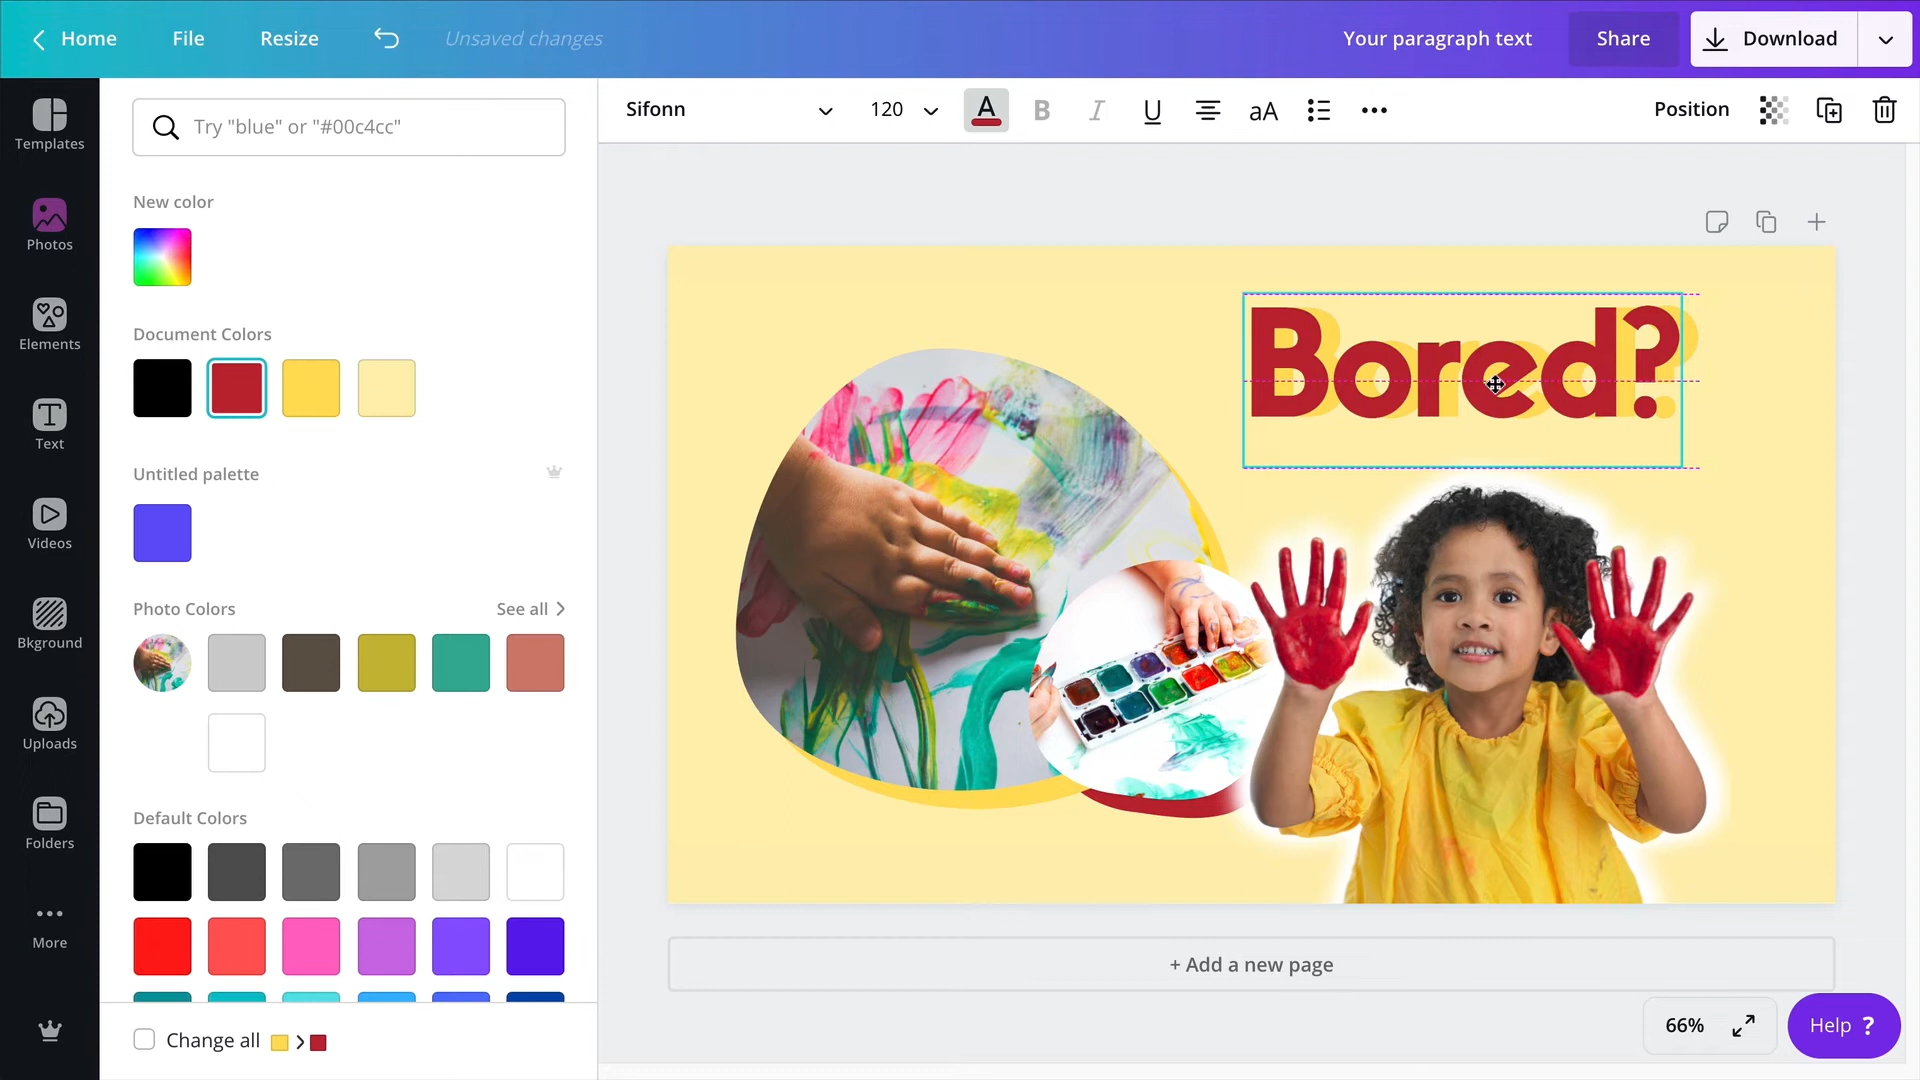 Home File Resize Unsaved changes Your paragraph text Share Download
Try "blue" or "#00c4cc"
Sifonn 120 A B I U aA Position
Templates
Photos
Elements
Text
Videos
Bkground
Uploads
Folders
More
New color
Document Colors
Untitled palette
Photo Colors See all
Default Colors
Change all
Bored?
+ Add a new page
66%
Help ?